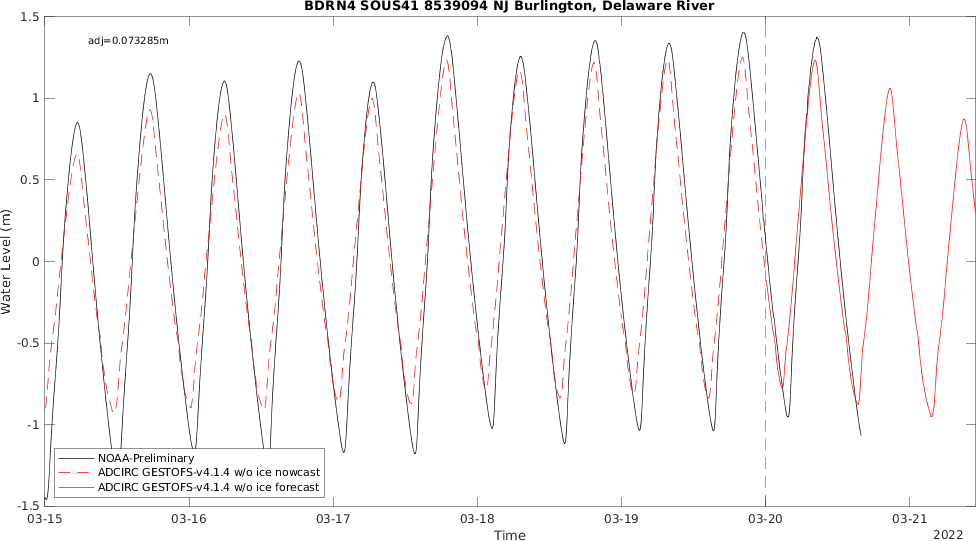 BDRN4 SOUS41 8539094 NJ Burlington, Delaware River
adj=0.073285m
1.5
1
0.5
0
-0.5
-1
-1.5
Water Level (m)
NOAA-Preliminary
ADCIRC GESTOFS-v4.1.4 w/o ice nowcast
ADCIRC GESTOFS-v4.1.4 w/o ice forecast
03-15 03-16 03-17 03-18 03-19 03-20 03-21
Time
2022